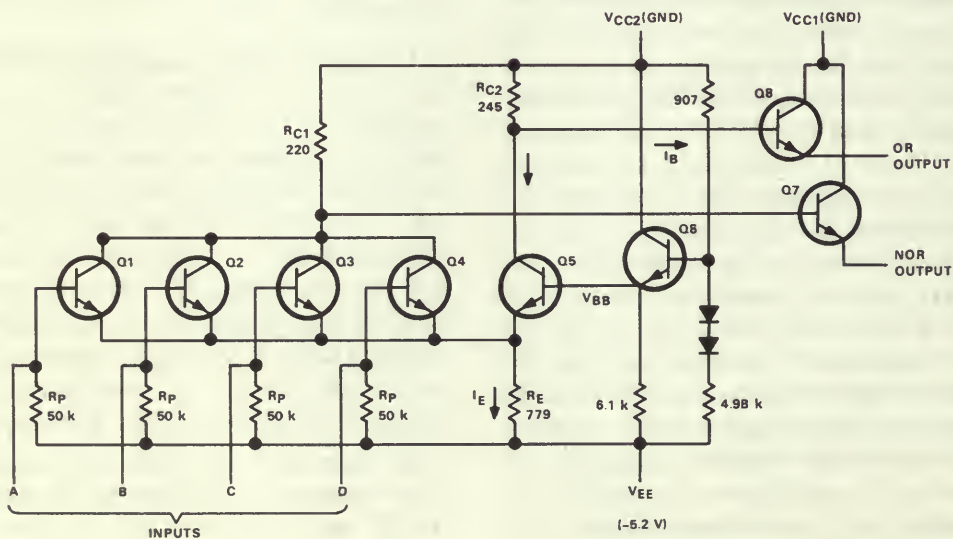 VCC2(GND)
VCC1(GND)
RC2
245
907
Q8
RC1
220
IB
OR
OUTPUT
Q7
Q1
Q2
Q3
Q4
Q5
Q6
VBB
NOR
OUTPUT
RP
50 k
RP
50 k
RP
50 k
RP
50 k
IE
RE
779
6.1 k
4.98 k
A
B
C
D
VEE
(–5.2 V)
INPUTS